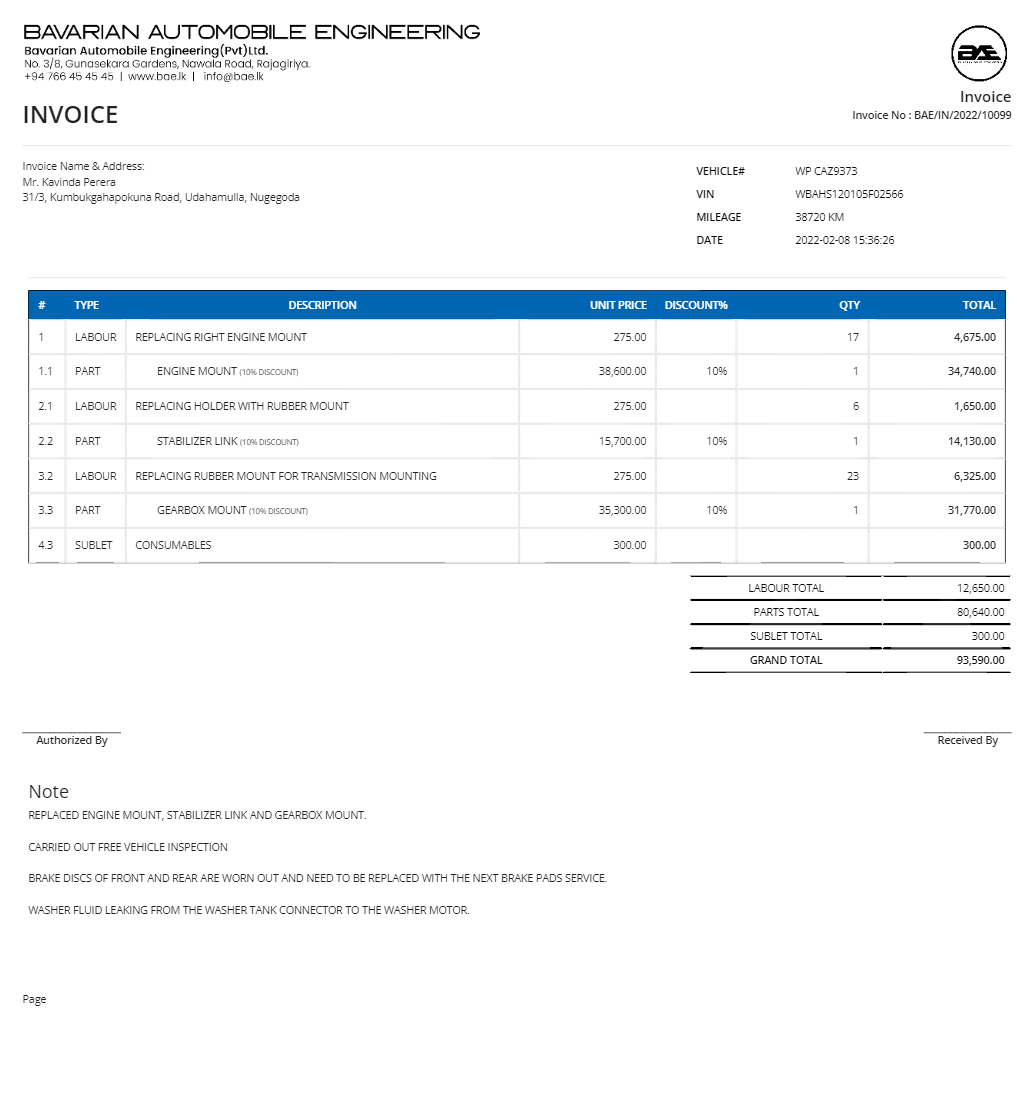 BAVARIAN AUTOMOBILE ENGINEERING
Bavarian Automobile Engineering(Pvt)Ltd.
No. 3/8, Gunasekara Gardens, Nawala Road, Rajagiriya.
+94 766 45 45 45 | www.bae.lk | info@bae.lk
BAE
Invoice
INVOICE
Invoice No : BAE/IN/2022/10099
Invoice Name & Address:
Mr. Kavinda Perera
31/3, Kumbukgahapokuna Road, Udahamulla, Nugegoda
VEHICLE# WP CAZ9373
VIN WBAHS120105F02566
MILEAGE 38720 KM
DATE 2022-02-08 15:36:26
# TYPE DESCRIPTION UNIT PRICE DISCOUNT% QTY TOTAL
1 LABOUR REPLACING RIGHT ENGINE MOUNT 275.00 17 4,675.00
1.1 PART ENGINE MOUNT (10% DISCOUNT) 38,600.00 10% 1 34,740.00
2.1 LABOUR REPLACING HOLDER WITH RUBBER MOUNT 275.00 6 1,650.00
2.2 PART STABILIZER LINK (10% DISCOUNT) 15,700.00 10% 1 14,130.00
3.2 LABOUR REPLACING RUBBER MOUNT FOR TRANSMISSION MOUNTING 275.00 23 6,325.00
3.3 PART GEARBOX MOUNT (10% DISCOUNT) 35,300.00 10% 1 31,770.00
4.3 SUBLET CONSUMABLES 300.00 300.00
LABOUR TOTAL 12,650.00
PARTS TOTAL 80,640.00
SUBLET TOTAL 300.00
GRAND TOTAL 93,590.00
Authorized By Received By
Note
REPLACED ENGINE MOUNT, STABILIZER LINK AND GEARBOX MOUNT.
CARRIED OUT FREE VEHICLE INSPECTION
BRAKE DISCS OF FRONT AND REAR ARE WORN OUT AND NEED TO BE REPLACED WITH THE NEXT BRAKE PADS SERVICE.
WASHER FLUID LEAKING FROM THE WASHER TANK CONNECTOR TO THE WASHER MOTOR.
Page